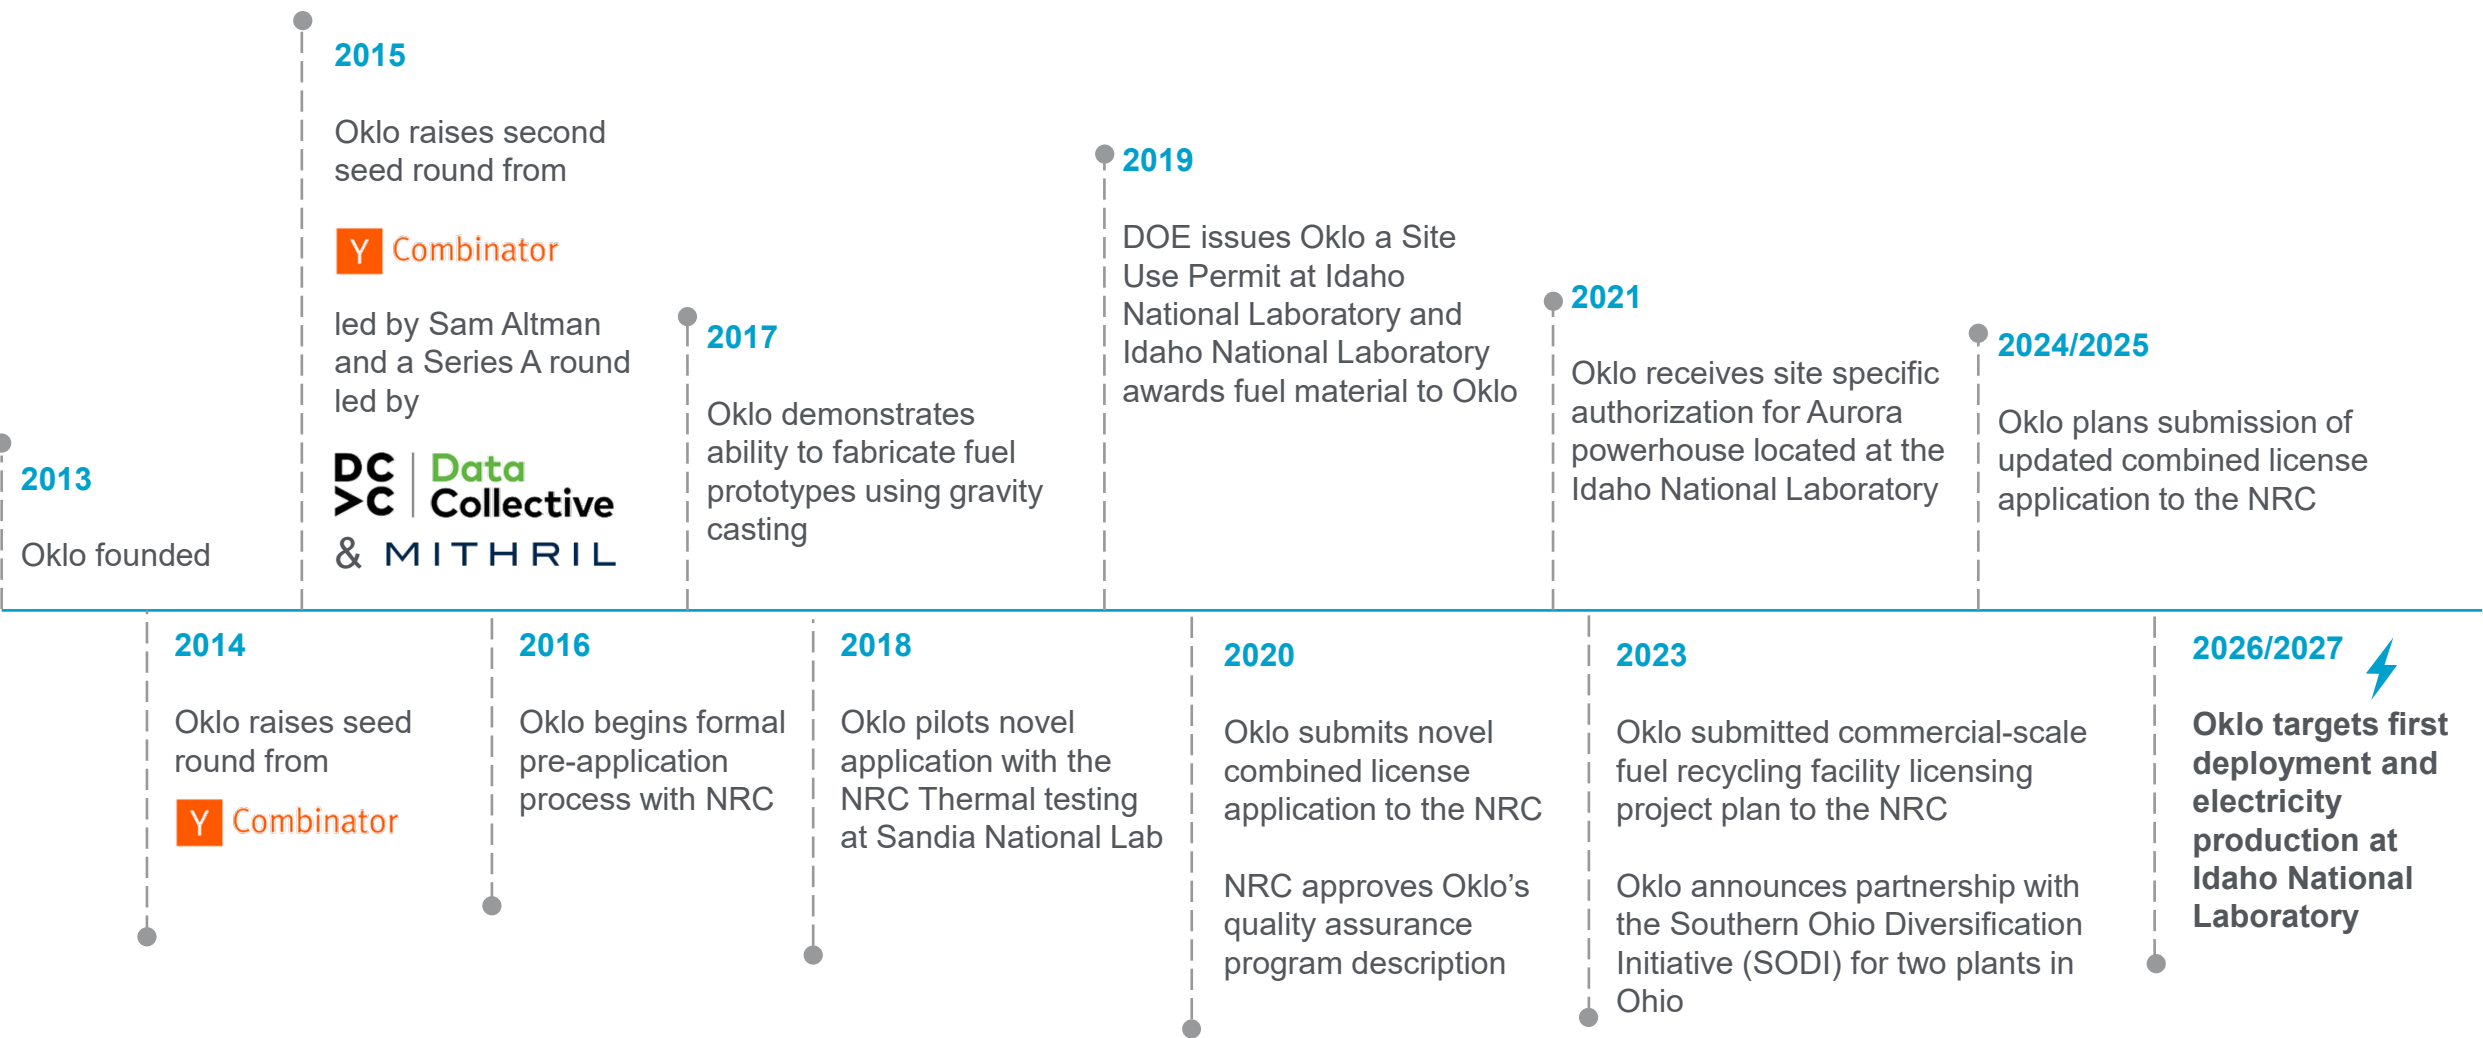 2013
Oklo founded
2014
Oklo raises seed
round from
Y Combinator
2015
Oklo raises second
seed round from
Y Combinator
led by Sam Altman
and a Series A round
led by
DC Data
>C Collective
& MITHRIL
2016
Oklo begins formal
pre-application
process with NRC
2017
Oklo demonstrates
ability to fabricate fuel
prototypes using gravity
casting
2018
Oklo pilots novel
application with the
NRC Thermal testing
at Sandia National Lab
2019
DOE issues Oklo a Site
Use Permit at Idaho
National Laboratory and
Idaho National Laboratory
awards fuel material to Oklo
2020
Oklo submits novel
combined license
application to the NRC
NRC approves Oklo’s
quality assurance
program description
2021
Oklo receives site specific
authorization for Aurora
powerhouse located at the
Idaho National Laboratory
2023
Oklo submitted commercial-scale
fuel recycling facility licensing
project plan to the NRC
Oklo announces partnership with
the Southern Ohio Diversification
Initiative (SODI) for two plants in
Ohio
2024/2025
Oklo plans submission of
updated combined license
application to the NRC
2026/2027
Oklo targets first
deployment and
electricity
production at
Idaho National
Laboratory